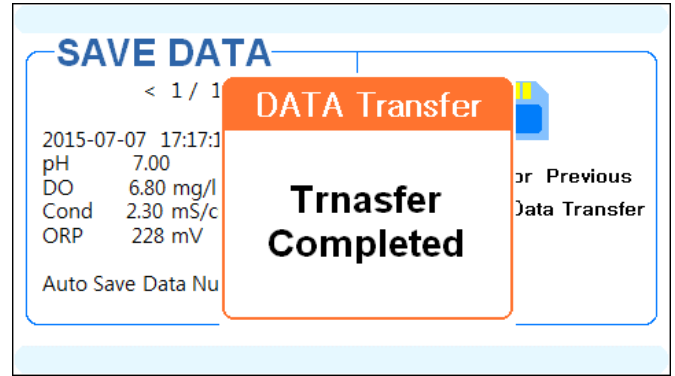 SAVE DATA
< 1 / 1
DATA Transfer
2015-07-07 17:17:1
pH 7.00
DO 6.80 mg/l
Cond 2.30 mS/c
ORP 228 mV
Auto Save Data Nu
Trnasfer
Completed
or Previous
Data Transfer